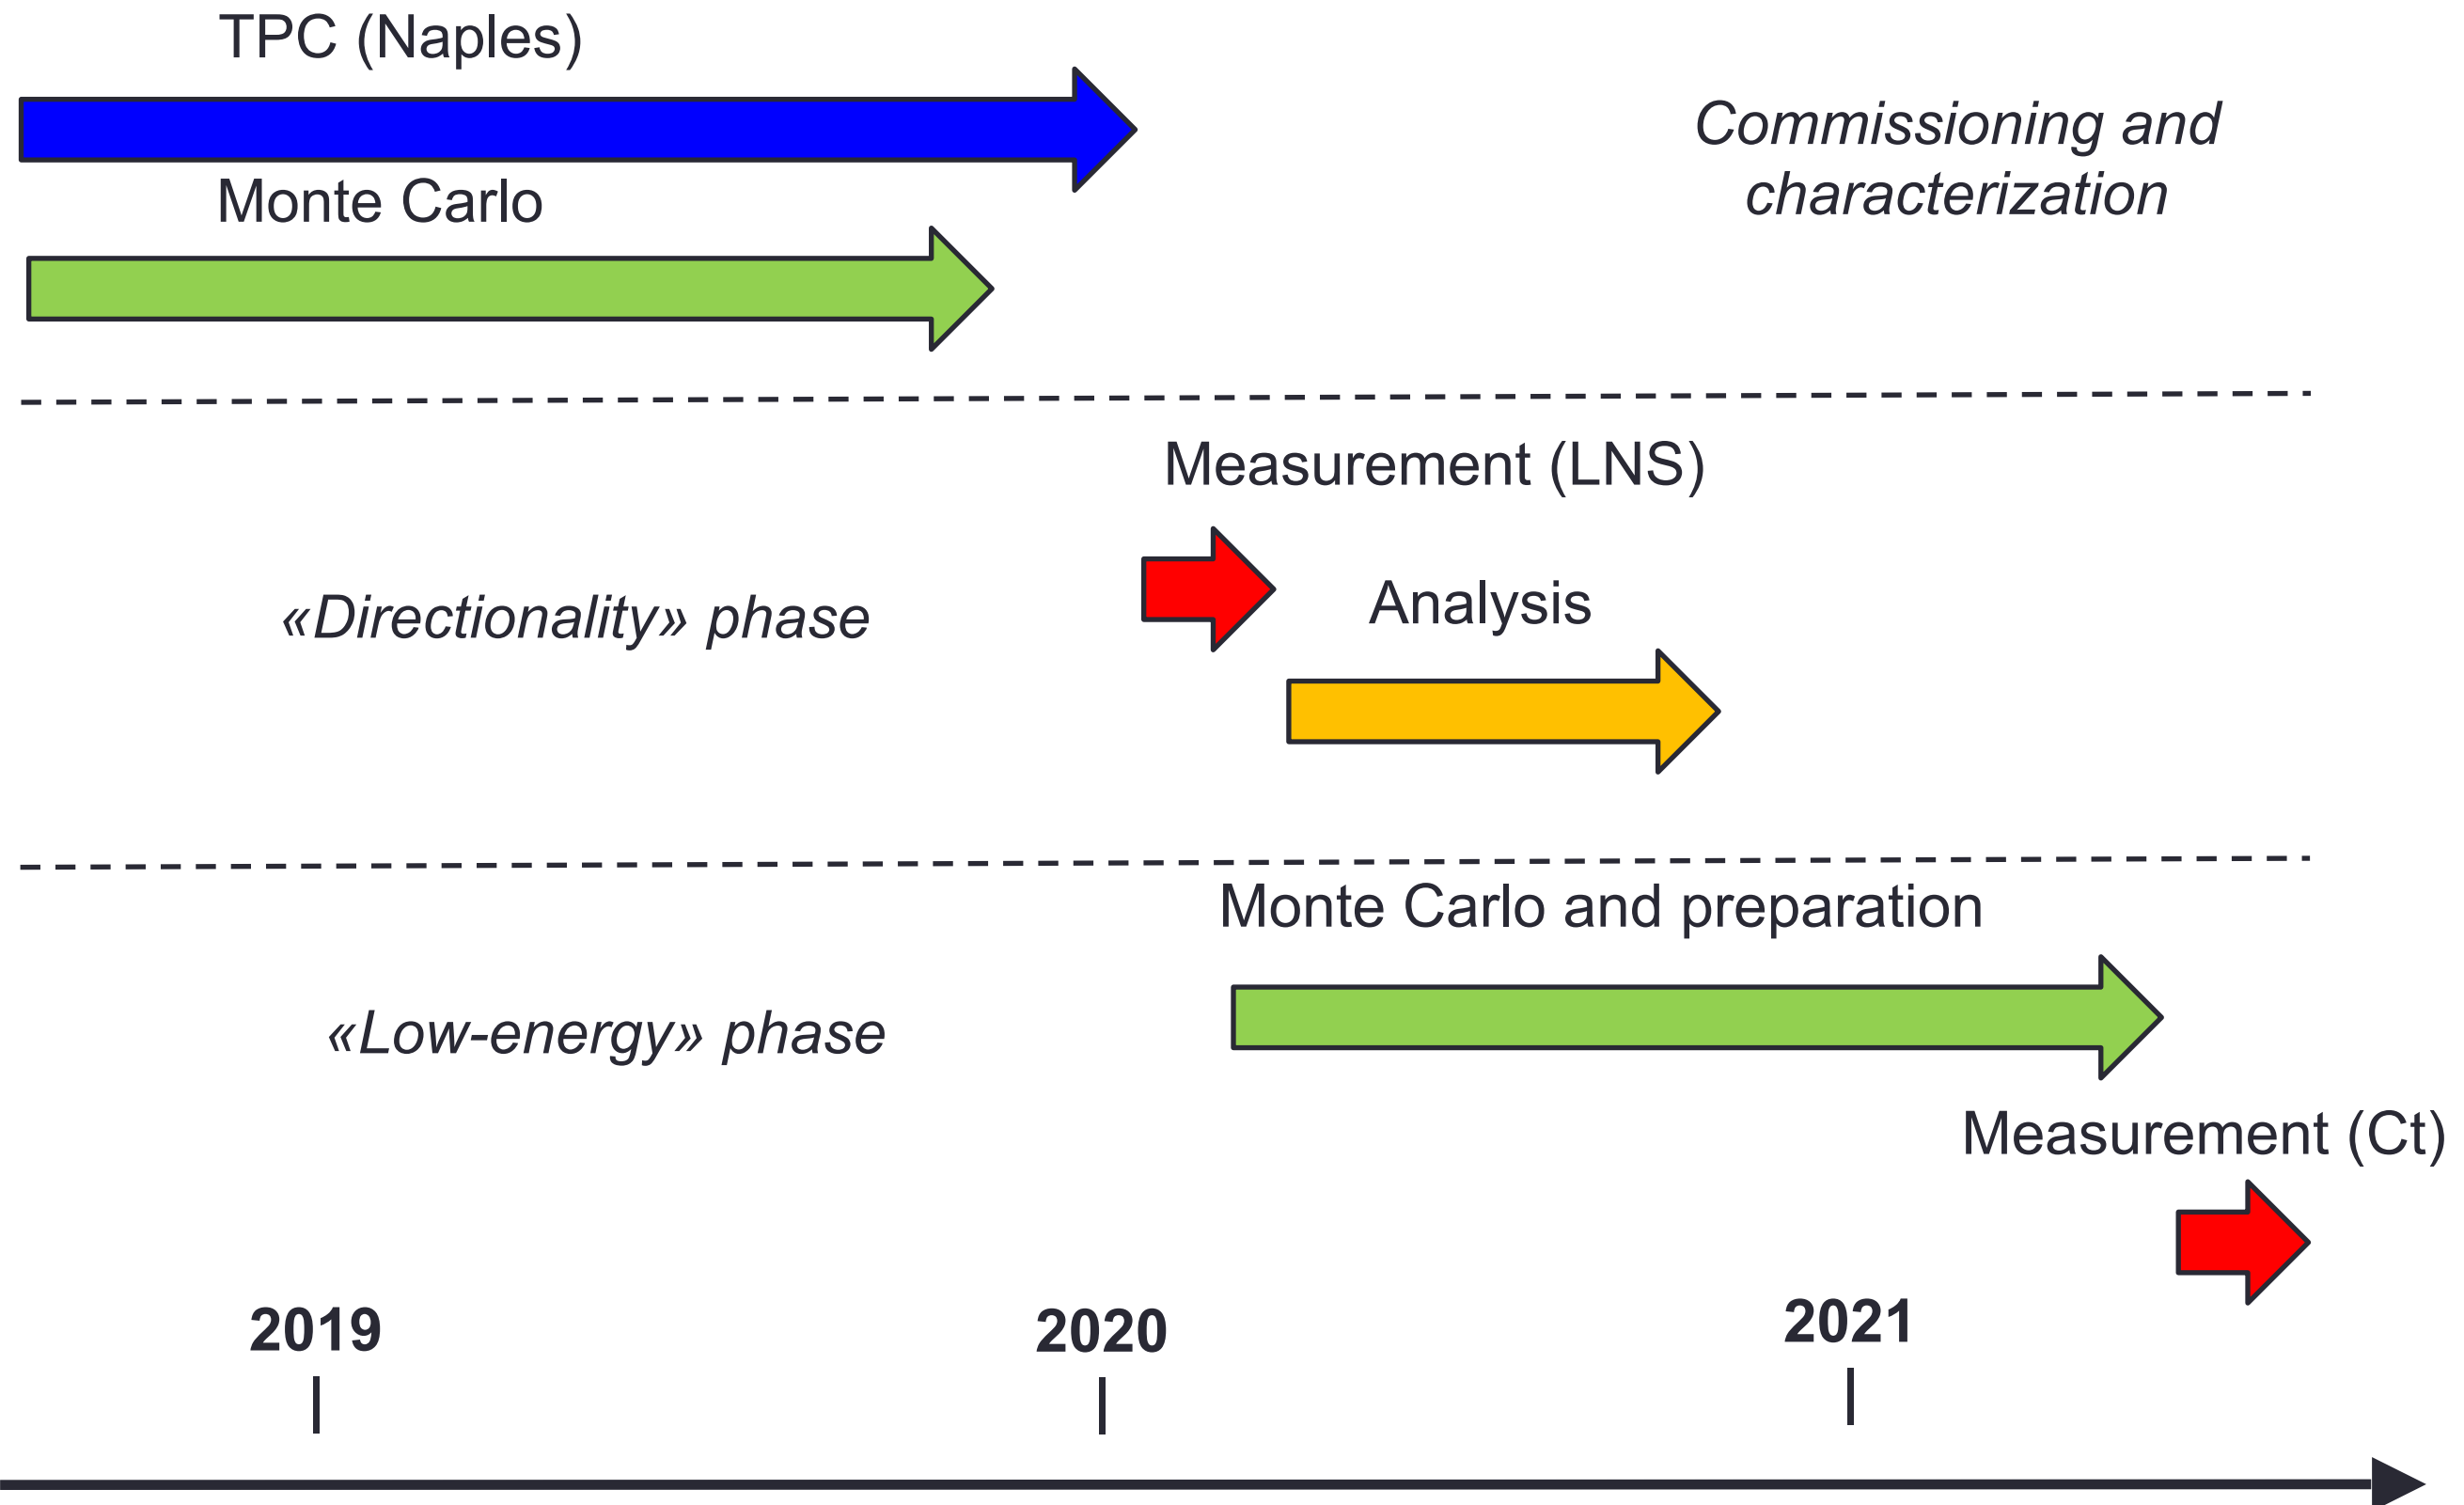 TPC (Naples)
Commissioning and
characterization
Monte Carlo
Measurement (LNS)
«Directionality» phase
Analysis
Monte Carlo and preparation
«Low-energy» phase
Measurement (Ct)
2019
2020
2021